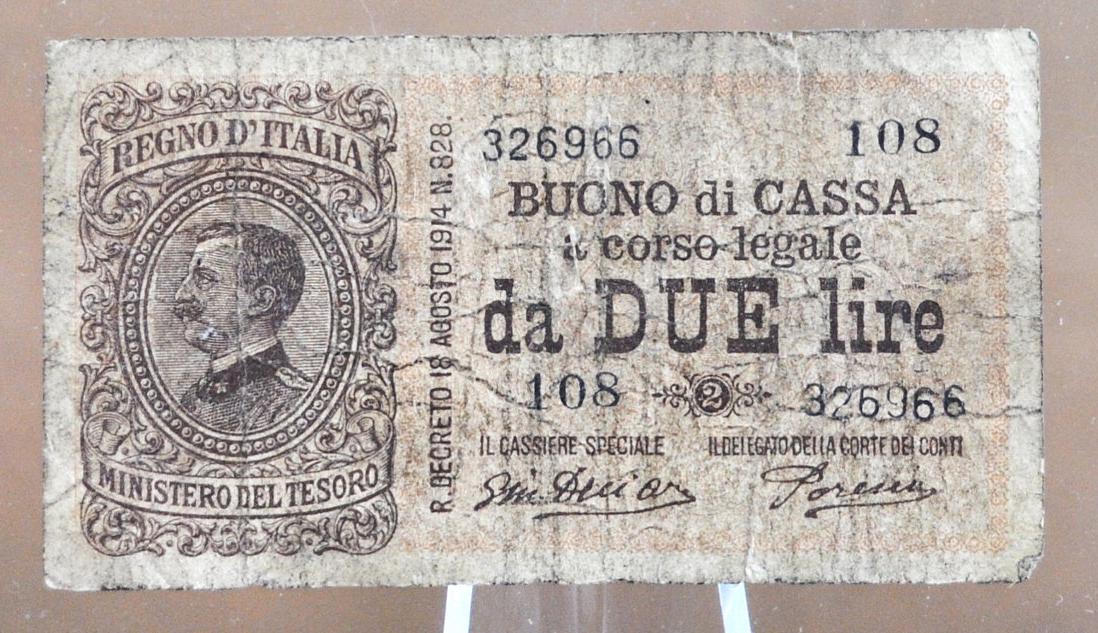 REGNO D'ITALIA
MINISTERO DEL TESORO
R. DECRETO 18 AGOSTO 1914 N. 828.
326966 108
BUONO di CASSA
a corso legale
da DUE lire
108 2 326966
IL CASSIERE SPECIALE IL DELEGATO DELLA CORTE DEI CONTI